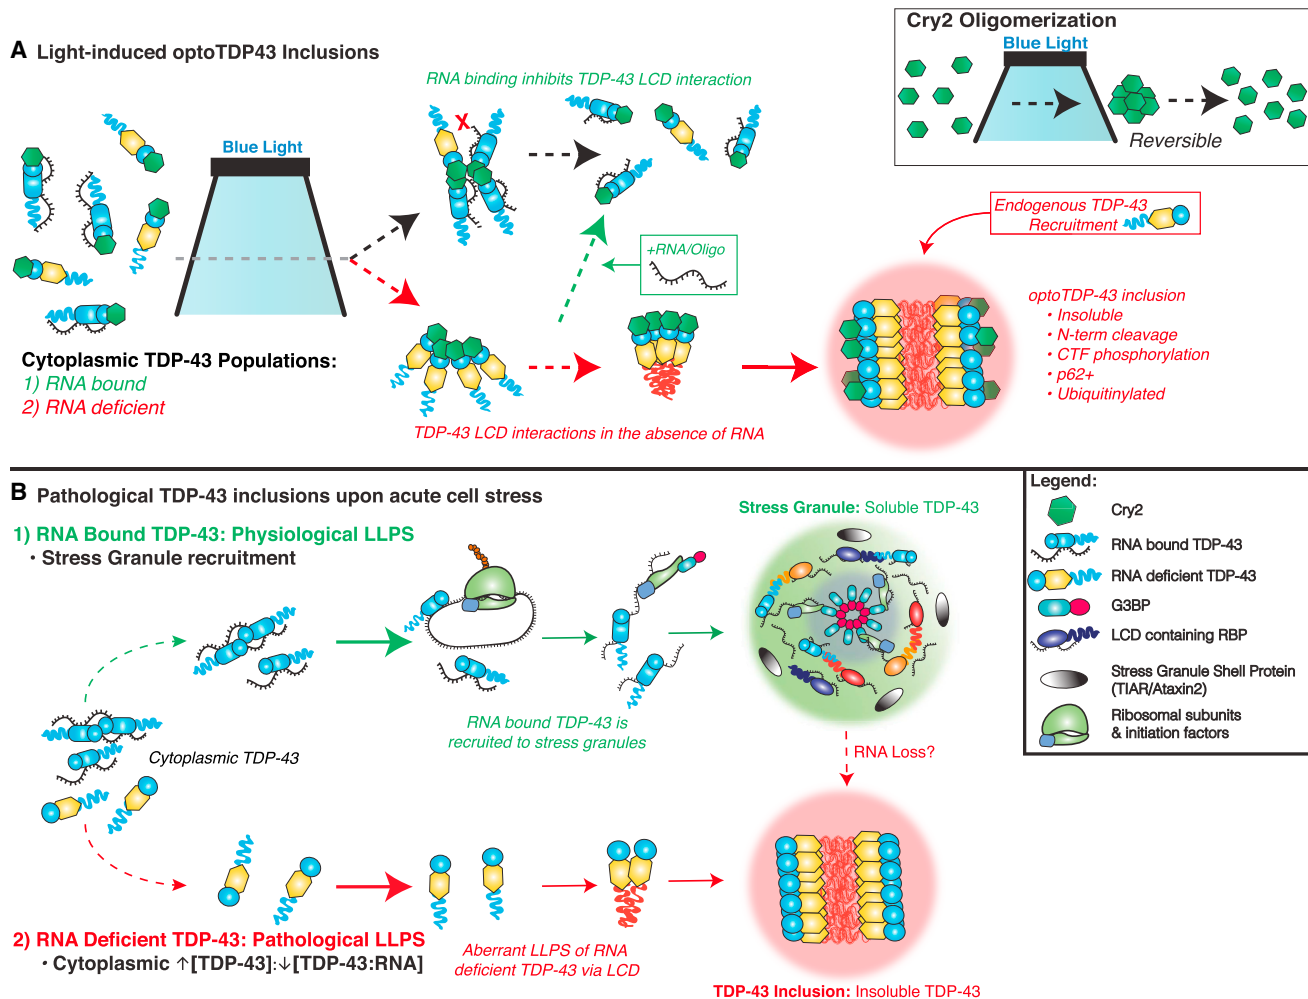 A Light-induced optoTDP43 Inclusions
Cry2 Oligomerization
Blue Light
Reversible
RNA binding inhibits TDP-43 LCD interaction
X
Blue Light
Endogenous TDP-43
Recruitment
+RNA/Oligo
optoTDP-43 inclusion
• Insoluble
• N-term cleavage
• CTF phosphorylation
• p62+
• Ubiquitinylated
Cytoplasmic TDP-43 Populations:
1) RNA bound
2) RNA deficient
TDP-43 LCD interactions in the absence of RNA
B Pathological TDP-43 inclusions upon acute cell stress
1) RNA Bound TDP-43: Physiological LLPS
• Stress Granule recruitment
Stress Granule: Soluble TDP-43
RNA bound TDP-43 is
recruited to stress granules
Cytoplasmic TDP-43
RNA Loss?
2) RNA Deficient TDP-43: Pathological LLPS
• Cytoplasmic ↑[TDP-43]:↓[TDP-43:RNA]
Aberrant LLPS of RNA
deficient TDP-43 via LCD
TDP-43 Inclusion: Insoluble TDP-43
Legend:
Cry2
RNA bound TDP-43
RNA deficient TDP-43
G3BP
LCD containing RBP
Stress Granule Shell Protein
(TIAR/Ataxin2)
Ribosomal subunits
& initiation factors